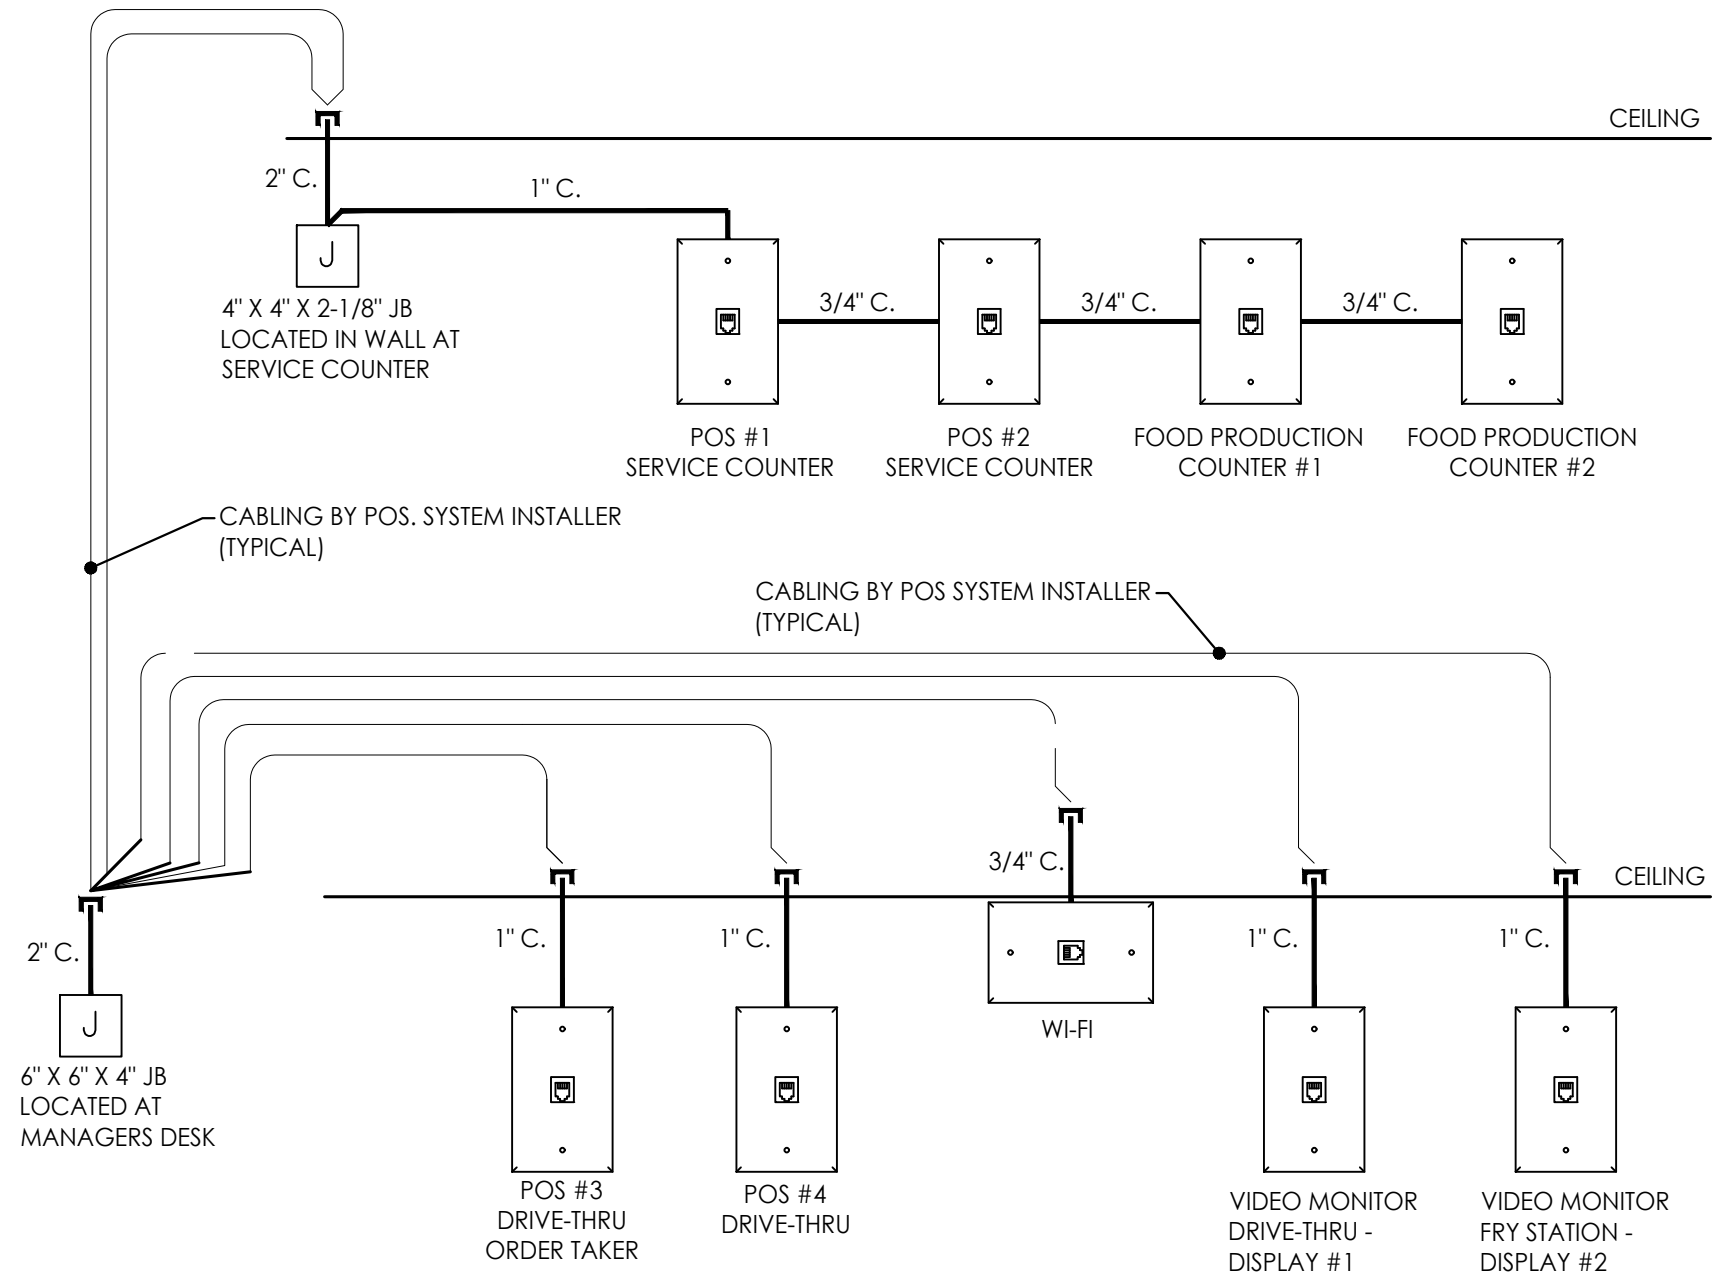 CEILING
2" C.
1" C.
J
4" X 4" X 2-1/8" JB
LOCATED IN WALL AT
SERVICE COUNTER
3/4" C.
3/4" C.
3/4" C.
POS #1
SERVICE COUNTER
POS #2
SERVICE COUNTER
FOOD PRODUCTION
COUNTER #1
FOOD PRODUCTION
COUNTER #2
CABLING BY POS. SYSTEM INSTALLER
(TYPICAL)
CABLING BY POS SYSTEM INSTALLER
(TYPICAL)
3/4" C.
CEILING
2" C.
1" C.
1" C.
1" C.
1" C.
J
6" X 6" X 4" JB
LOCATED AT
MANAGERS DESK
WI-FI
POS #3
DRIVE-THRU
ORDER TAKER
POS #4
DRIVE-THRU
VIDEO MONITOR
DRIVE-THRU -
DISPLAY #1
VIDEO MONITOR
FRY STATION -
DISPLAY #2